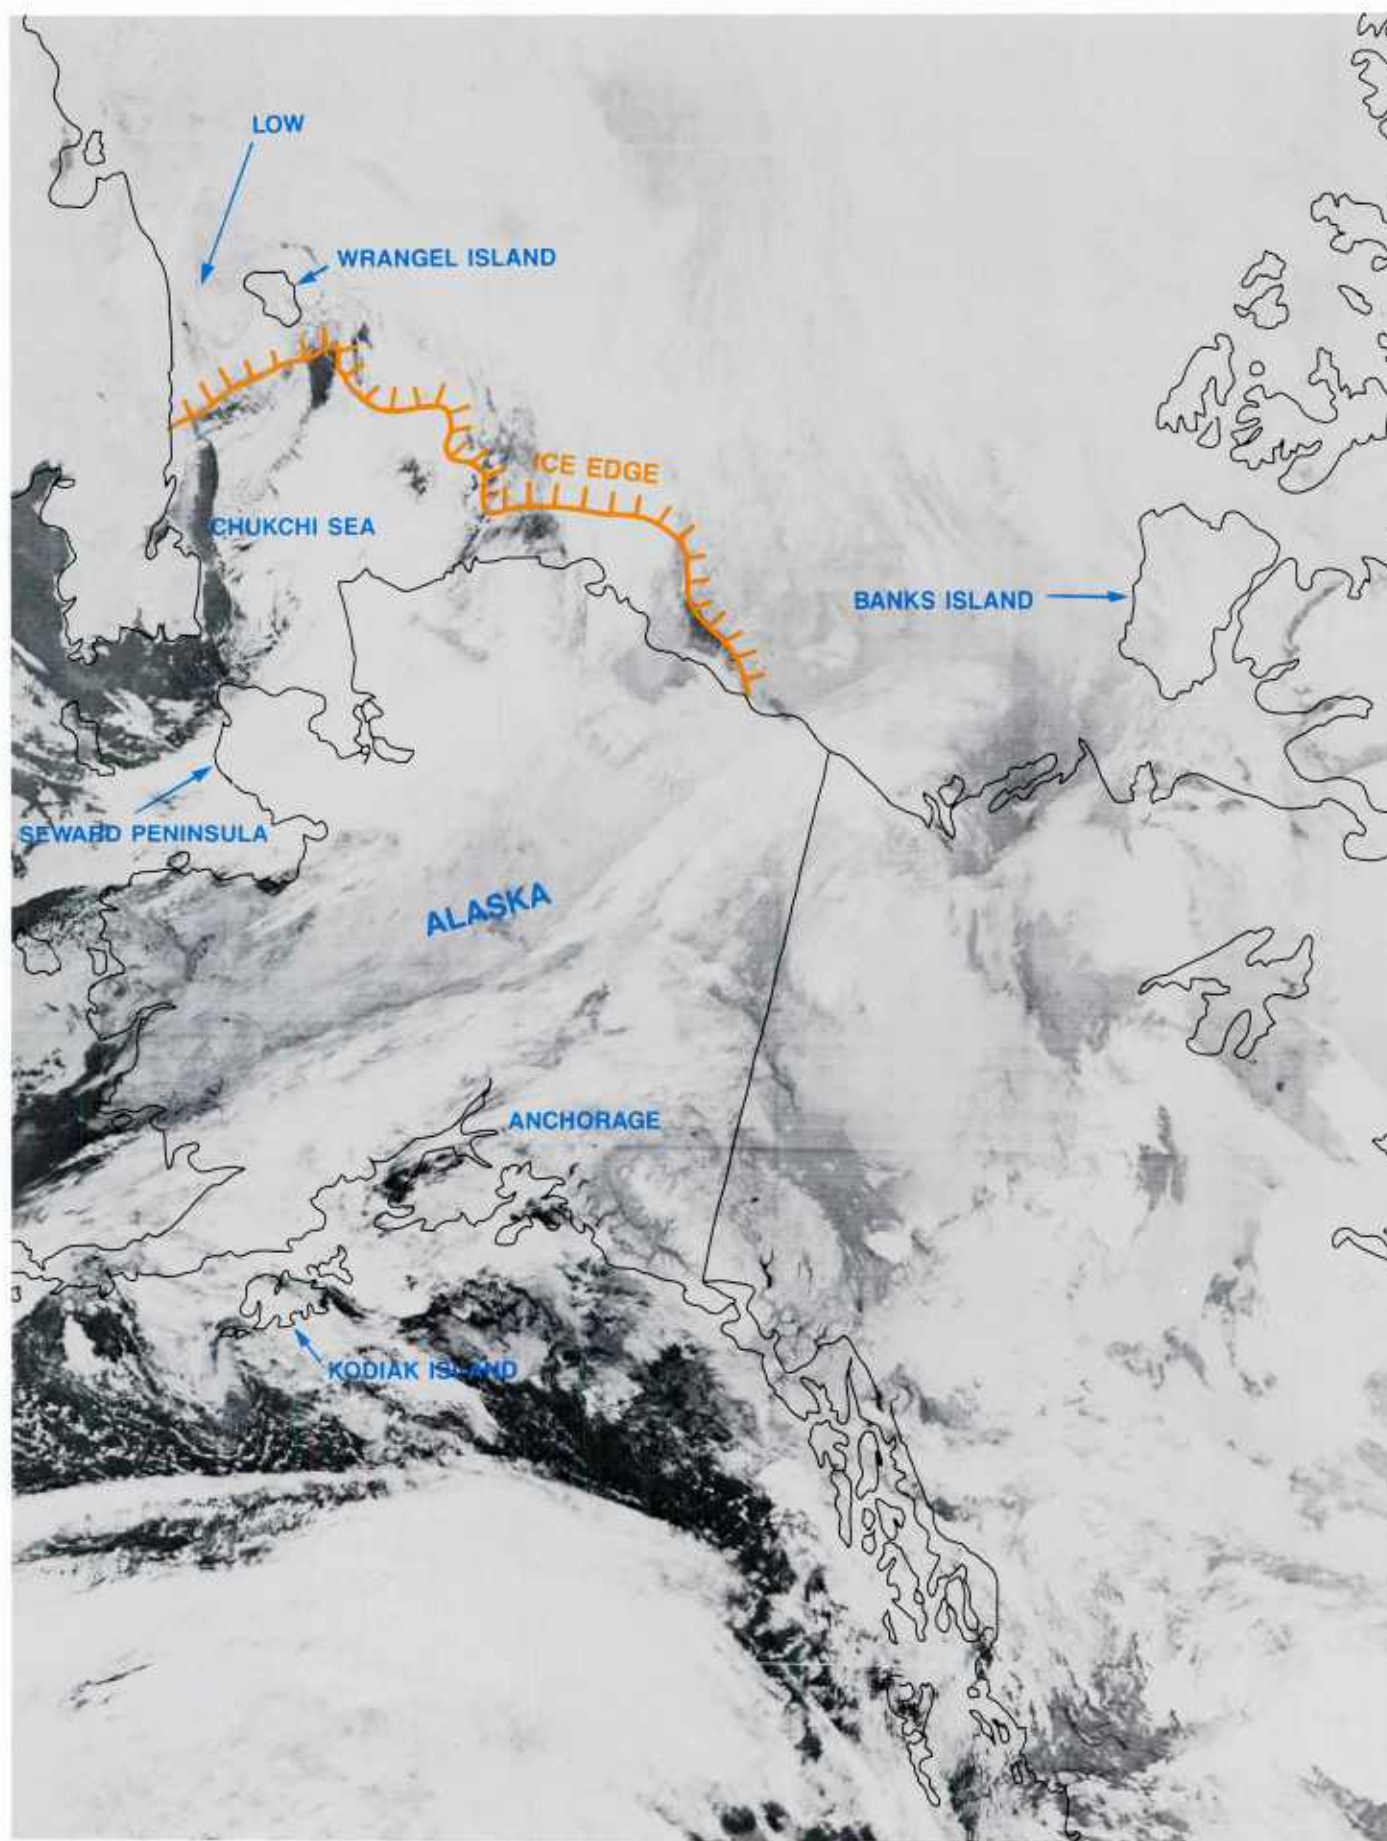 LOW
WRANGEL ISLAND
ICE EDGE
CHUKCHI SEA
BANKS ISLAND
SEWARD PENINSULA
ALASKA
ANCHORAGE
KODIAK ISLAND